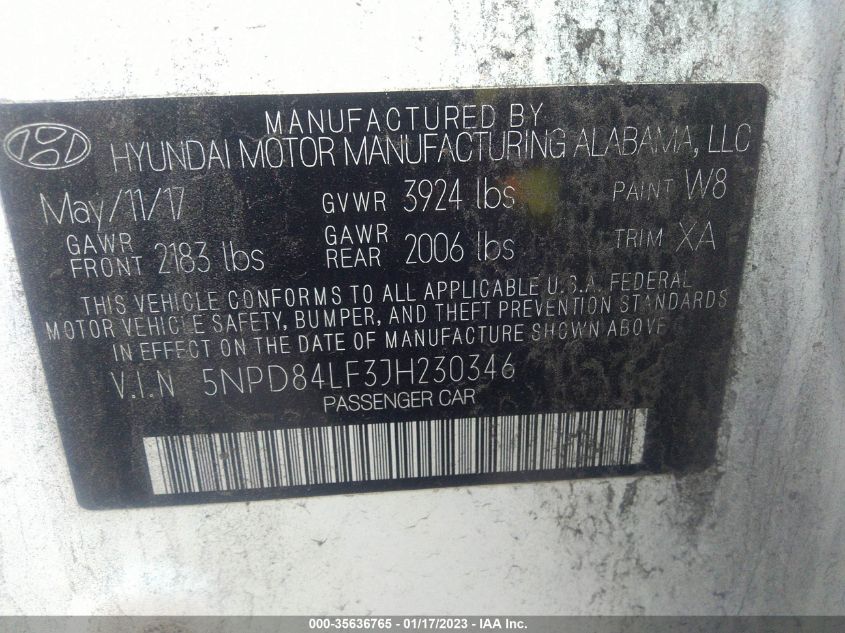 MANUFACTURED BY
HYUNDAI MOTOR MANUFACTURING ALABAMA, LLC
May/11/17 GVWR 3924 lbs PAINT W8
GAWR FRONT 2183 lbs GAWR REAR 2006 lbs TRIM XA
THIS VEHICLE CONFORMS TO ALL APPLICABLE U.S.A. FEDERAL
MOTOR VEHICLE SAFETY, BUMPER, AND THEFT PREVENTION STANDARDS
IN EFFECT ON THE DATE OF MANUFACTURE SHOWN ABOVE
V.I.N 5NPD84LF3JH230346
PASSENGER CAR
000-35636765 - 01/17/2023 - IAA Inc.